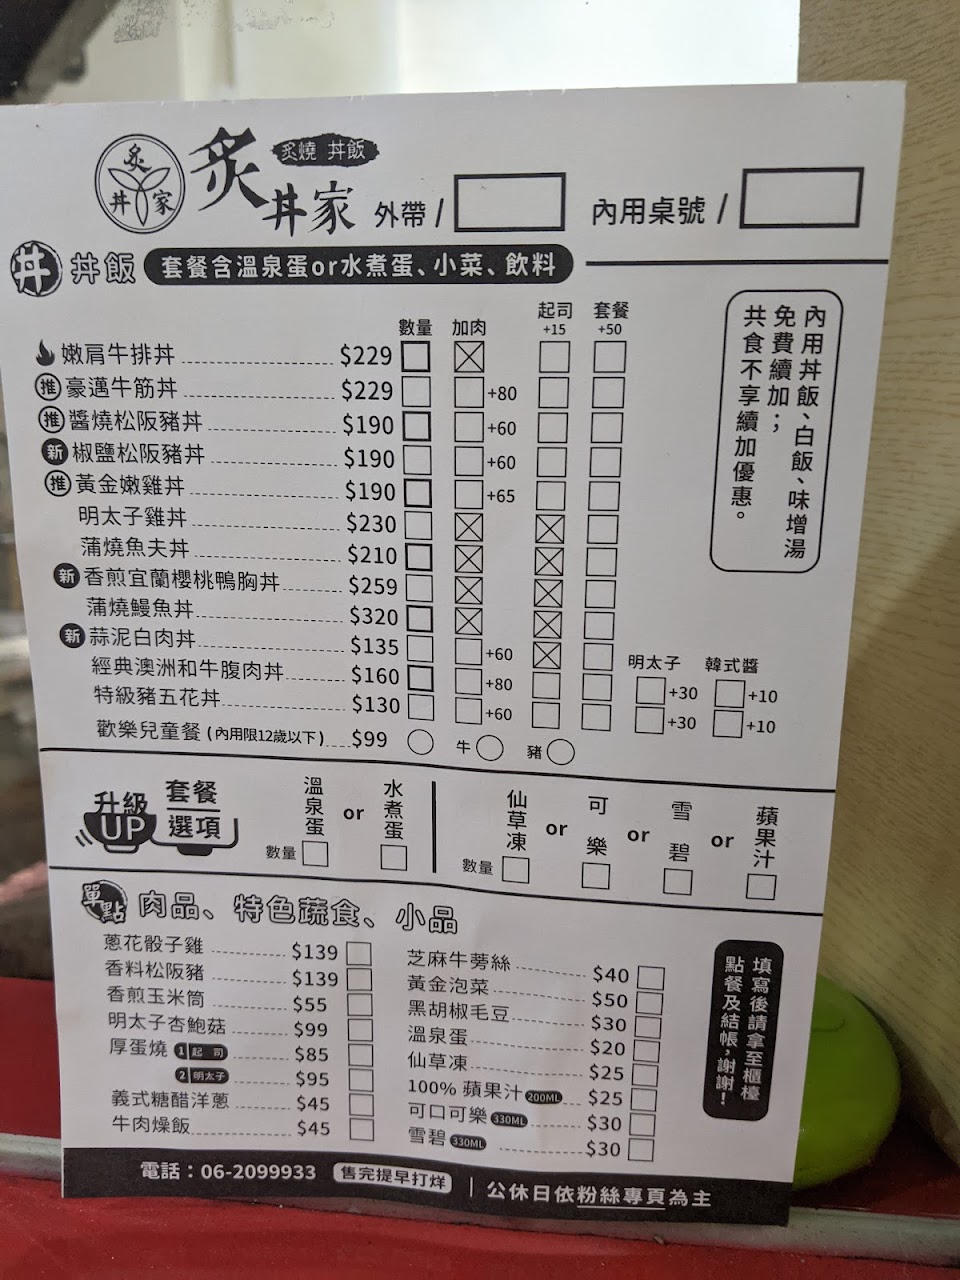 炙丼家
炙 炙燒 丼飯
丼家 外帶/ 內用桌號/
丼 丼飯 套餐含溫泉蛋or水煮蛋、小菜、飲料
數量 加肉 起司+15 套餐+50
嫩肩牛排丼 $229
推 豪邁牛筋丼 $229 +80
推 醬燒松阪豬丼 $190 +60
新 椒鹽松阪豬丼 $190 +60
推 黃金嫩雞丼 $190 +65
明太子雞丼 $230
蒲燒魚夫丼 $210
新 香煎宜蘭櫻桃鴨胸丼 $259
蒲燒鰻魚丼 $320
新 蒜泥白肉丼 $135 +60 明太子 韓式醬
經典澳洲和牛腹肉丼 $160 +80 +30 +10
特級豬五花丼 $130 +60 +30 +10
歡樂兒童餐(內用限12歲以下) $99 牛 豬
內用丼飯、白飯、味增湯
免費續加；
共食不享續加優惠。
升級UP 套餐選項
數量 溫泉蛋 or 水煮蛋
數量 仙草凍 or 可樂 or 雪碧 or 蘋果汁
單點 肉品、特色蔬食、小品
蔥花骰子雞 $139
香料松阪豬 $139
香煎玉米筒 $55
明太子杏鮑菇 $99
厚蛋燒 1 起司 $85
2 明太子 $95
義式糖醋洋蔥 $45
牛肉燥飯 $45
芝麻牛蒡絲 $40
黃金泡菜 $50
黑胡椒毛豆 $30
溫泉蛋 $20
仙草凍 $25
100% 蘋果汁 200ML $25
可口可樂 330ML $30
雪碧 330ML $30
填寫後請拿至櫃檯
點餐及結帳，謝謝！
電話：06-2099933 售完提早打烊 | 公休日依粉絲專頁為主